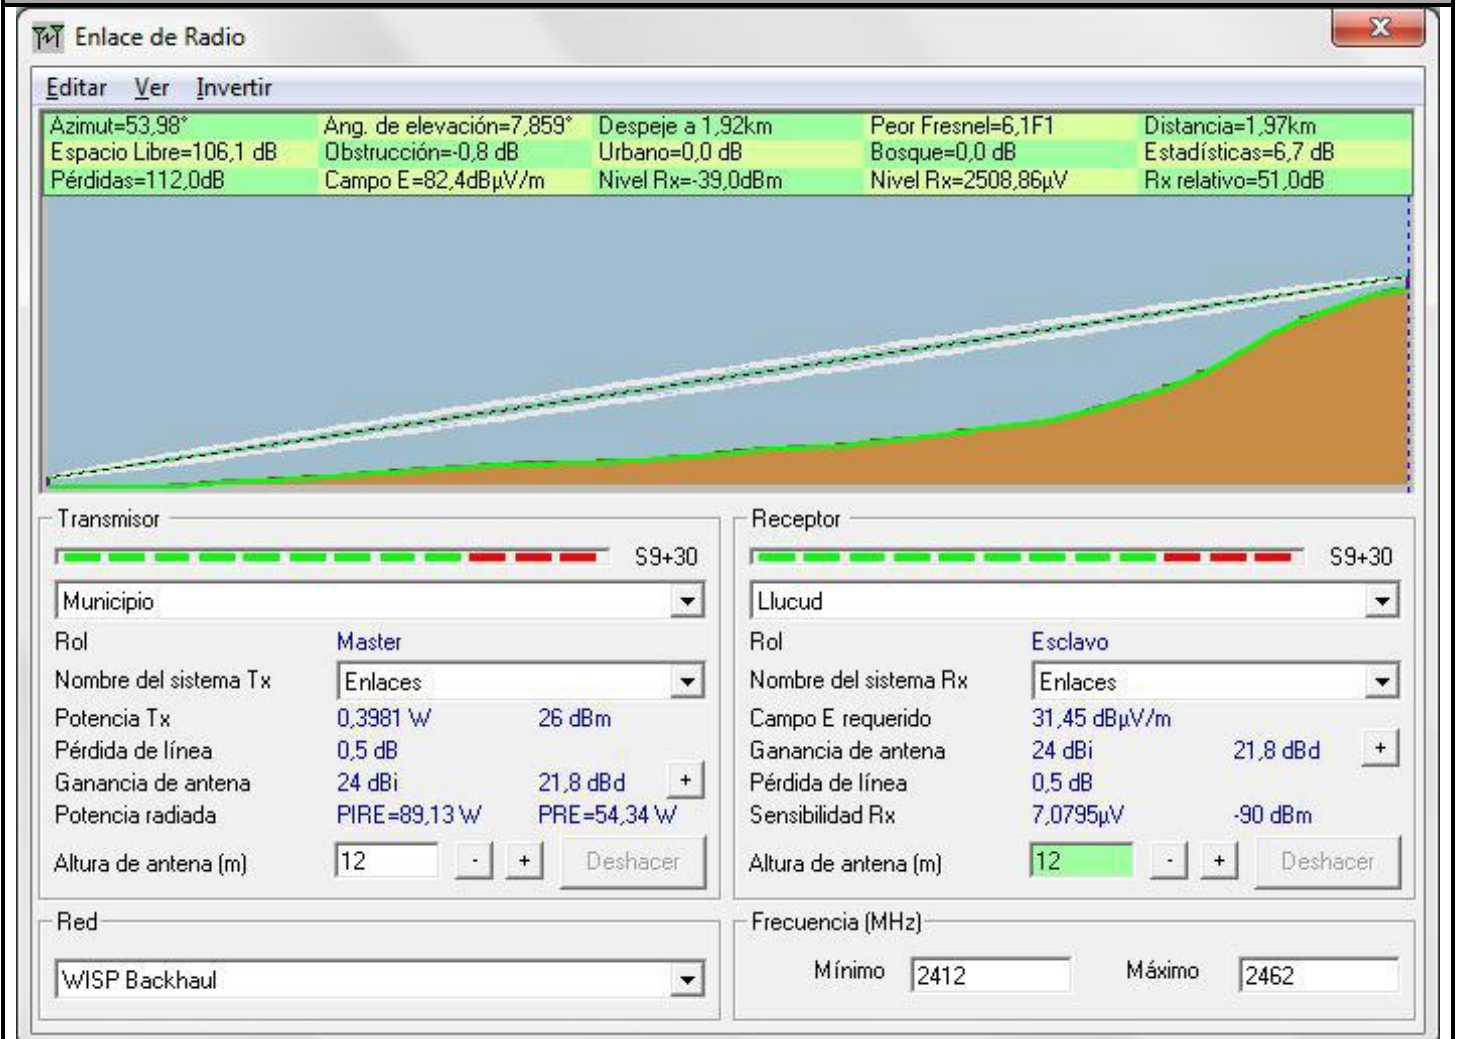 Enlace de Radio
Editar Ver Invertir
Azimut=53,98° Ang. de elevación=7,859° Despeje a 1,92km Peor Fresnel=6,1F1 Distancia=1,97km
Espacio Libre=106,1 dB Obstrucción=-0,8 dB Urbano=0,0 dB Bosque=0,0 dB Estadísticas=6,7 dB
Pérdidas=112,0dB Campo E=82,4dBµV/m Nivel Rx=-39,0dBm Nivel Rx=2508,86µV Rx relativo=51,0dB
Transmisor
S9+30
Municipio
Rol Master
Nombre del sistema Tx Enlaces
Potencia Tx 0,3981 W 26 dBm
Pérdida de línea 0,5 dB
Ganancia de antena 24 dBi 21,8 dBd +
Potencia radiada PIRE=89,13 W PRE=54,34 W
Altura de antena (m) 12 - + Deshacer
Receptor
S9+30
Llucud
Rol Esclavo
Nombre del sistema Rx Enlaces
Campo E requerido 31,45 dBµV/m
Ganancia de antena 24 dBi 21,8 dBd +
Pérdida de línea 0,5 dB
Sensibilidad Rx 7,0795µV -90 dBm
Altura de antena (m) 12 - + Deshacer
Red
WISP Backhaul
Frecuencia (MHz)
Mínimo 2412 Máximo 2462